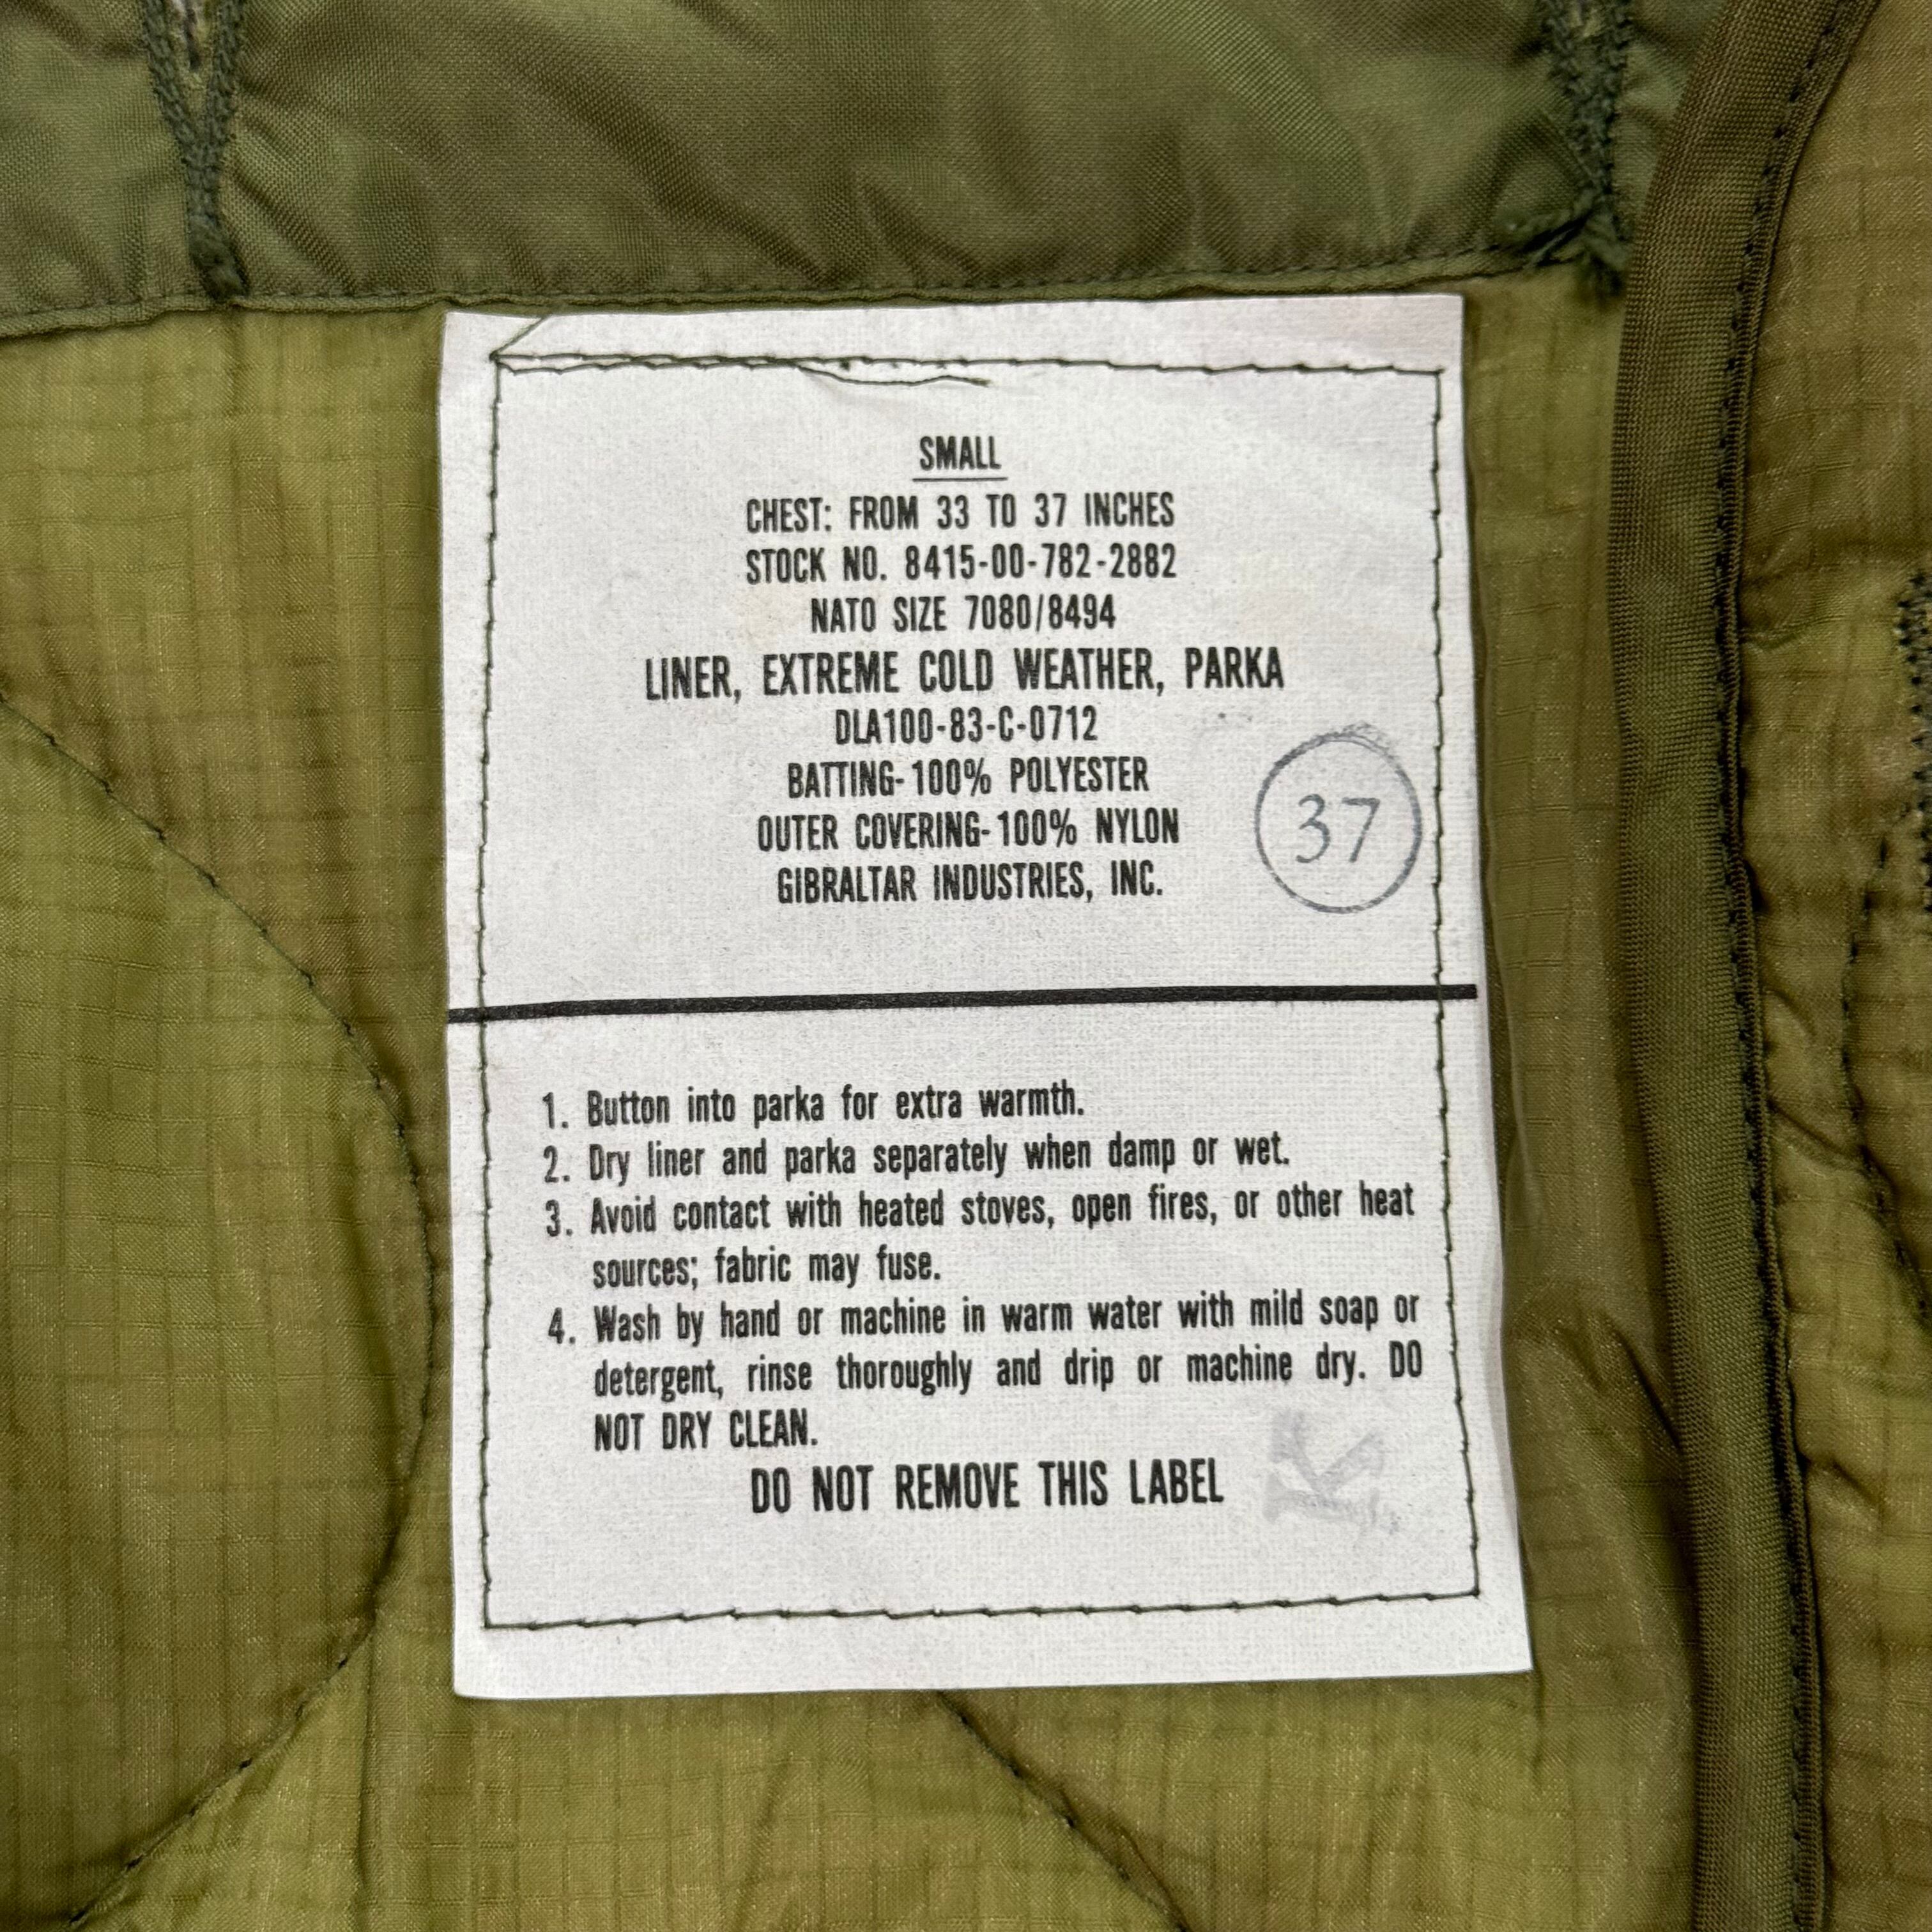 SMALL
CHEST: FROM 33 TO 37 INCHES
STOCK NO. 8415-00-782-2882
NATO SIZE 7080/8494
LINER, EXTREME COLD WEATHER, PARKA
DLA100-83-C-0712
BATTING-100% POLYESTER
OUTER COVERING-100% NYLON
GIBRALTAR INDUSTRIES, INC.
37
1. Button into parka for extra warmth.
2. Dry liner and parka separately when damp or wet.
3. Avoid contact with heated stoves, open fires, or other heat
sources; fabric may fuse.
4. Wash by hand or machine in warm water with mild soap or
detergent, rinse thoroughly and drip or machine dry. DO
NOT DRY CLEAN.
DO NOT REMOVE THIS LABEL